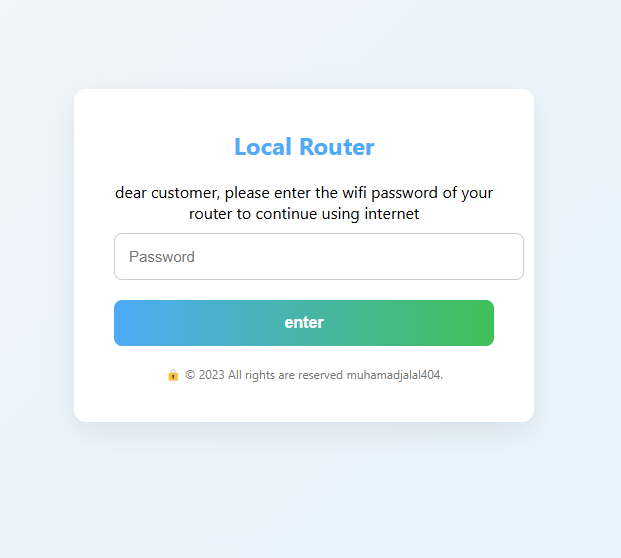 Local Router
dear customer, please enter the wifi password of your
router to continue using internet
Password
enter
🔒 © 2023 All rights are reserved muhamadjalal404.